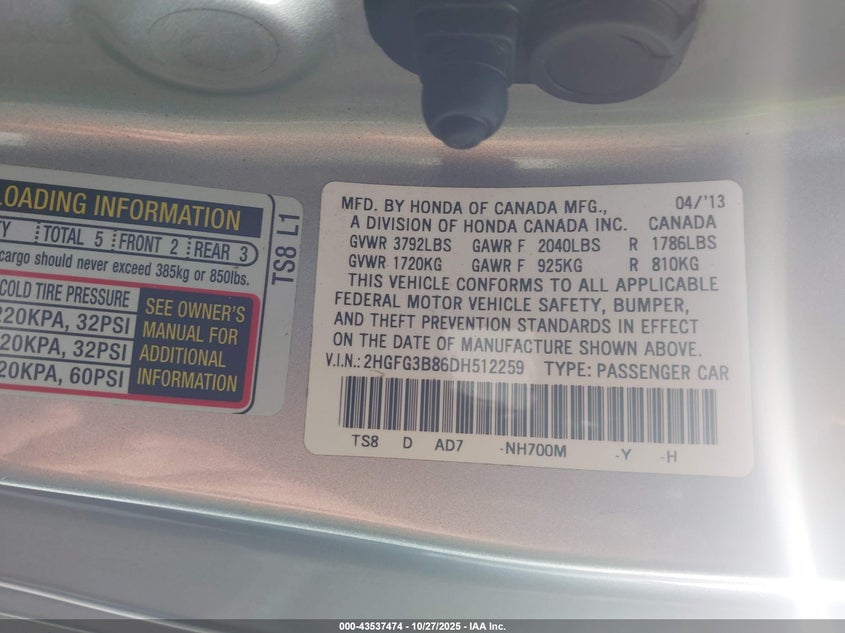 LOADING INFORMATION
TOTAL 5 FRONT 2 REAR 3
cargo should never exceed 385kg or 850lbs.
COLD TIRE PRESSURE
220KPA, 32PSI
20KPA, 32PSI
20KPA, 60PSI
SEE OWNER'S
MANUAL FOR
ADDITIONAL
INFORMATION
TS8 L1
MFD. BY HONDA OF CANADA MFG., 04/'13
A DIVISION OF HONDA CANADA INC. CANADA
GVWR 3792LBS GAWR F 2040LBS R 1786LBS
GVWR 1720KG GAWR F 925KG R 810KG
THIS VEHICLE CONFORMS TO ALL APPLICABLE
FEDERAL MOTOR VEHICLE SAFETY, BUMPER,
AND THEFT PREVENTION STANDARDS IN EFFECT
ON THE DATE OF MANUFACTURE SHOWN ABOVE.
V.I.N.: 2HGFG3B86DH512259 TYPE: PASSENGER CAR
TS8 D AD7 -NH700M -Y -H
000-43537474 | 10/27/2025 | IAA Inc.